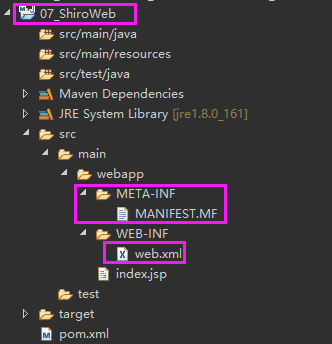 07_ShiroWeb
src/main/java
src/main/resources
src/test/java
Maven Dependencies
JRE System Library [jre1.8.0_161]
src
main
webapp
META-INF
MANIFEST.MF
WEB-INF
web.xml
index.jsp
test
target
pom.xml